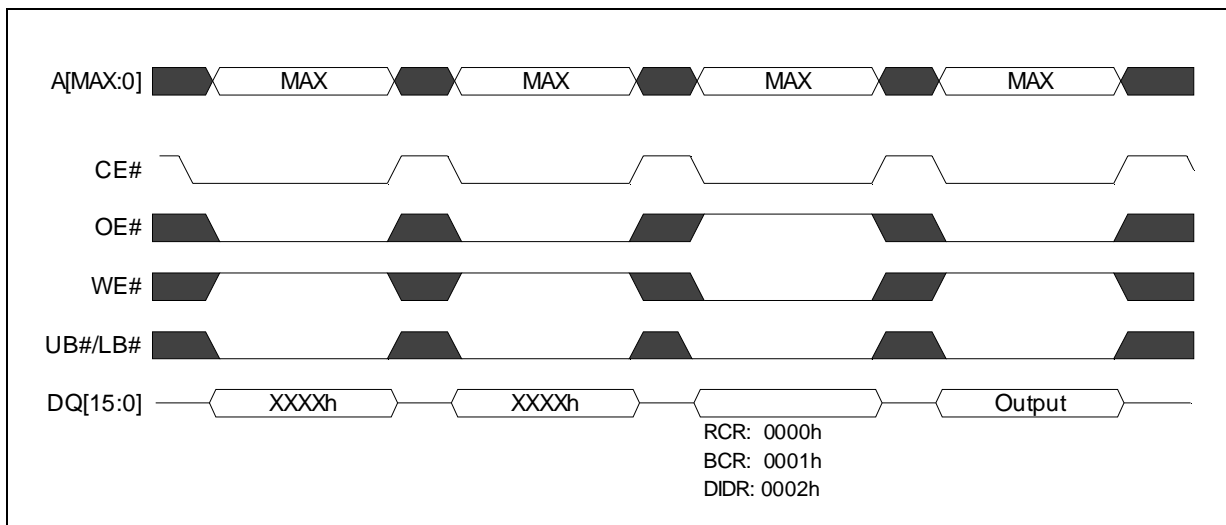 A[MAX:0] MAX MAX MAX MAX
CE#
OE#
WE#
UB#/LB#
DQ[15:0] XXXXh XXXXh Output
RCR: 0000h
BCR: 0001h
DIDR: 0002h